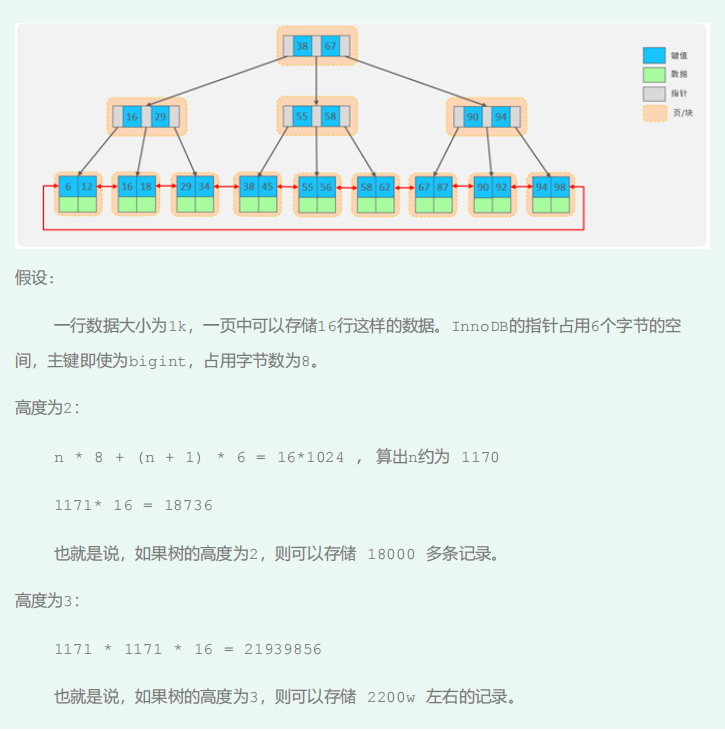 38 67
键值
数据
指针
页/块
16 29
55 58
90 94
6 12 16 18 29 34 38 45 55 56 58 62 67 87 90 92 94 98
假设:
一行数据大小为1k,一页中可以存储16行这样的数据。InnoDB的指针占用6个字节的空
间,主键即使为bigint,占用字节数为8。
高度为2:
n * 8 + (n + 1) * 6 = 16*1024 , 算出n约为 1170
1171* 16 = 18736
也就是说,如果树的高度为2,则可以存储 18000 多条记录。
高度为3:
1171 * 1171 * 16 = 21939856
也就是说,如果树的高度为3,则可以存储 2200w 左右的记录。